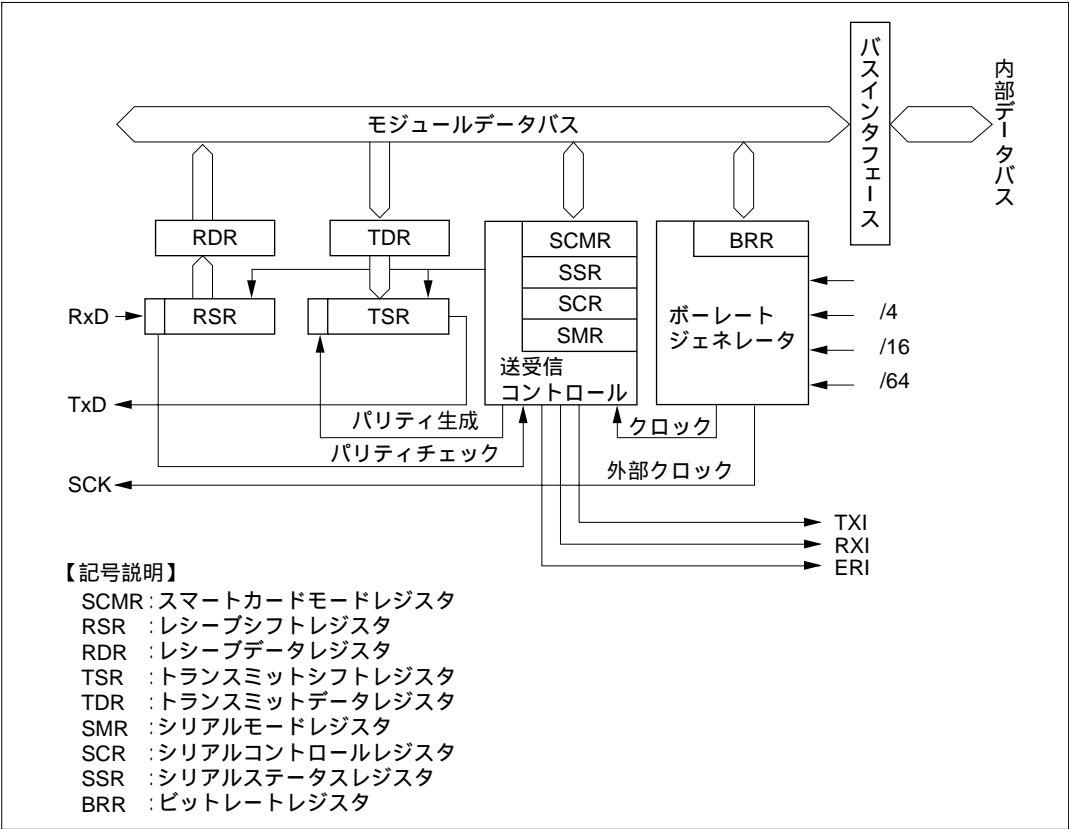 バスインタフェース
内部データバス
モジュールデータバス
RDR
TDR
SCMR
BRR
SSR
RxD
RSR
TSR
SCR
SMR
ボーレート
ジェネレータ
/4
/16
/64
送受信
コントロール
TxD
パリティ生成
クロック
パリティチェック
外部クロック
SCK
TXI
RXI
ERI
【記号説明】
SCMR:スマートカードモードレジスタ
RSR :レシーブシフトレジスタ
RDR :レシーブデータレジスタ
TSR :トランスミットシフトレジスタ
TDR :トランスミットデータレジスタ
SMR :シリアルモードレジスタ
SCR :シリアルコントロールレジスタ
SSR :シリアルステータスレジスタ
BRR :ビットレートレジスタ